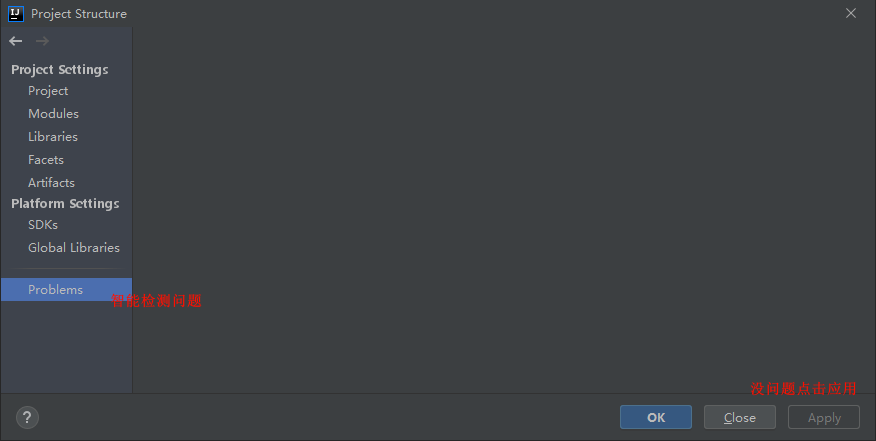 IJ
Project Structure
Project Settings
Project
Modules
Libraries
Facets
Artifacts
Platform Settings
SDKs
Global Libraries
Problems
智能检测问题
没问题点击应用
?
OK
Close
Apply